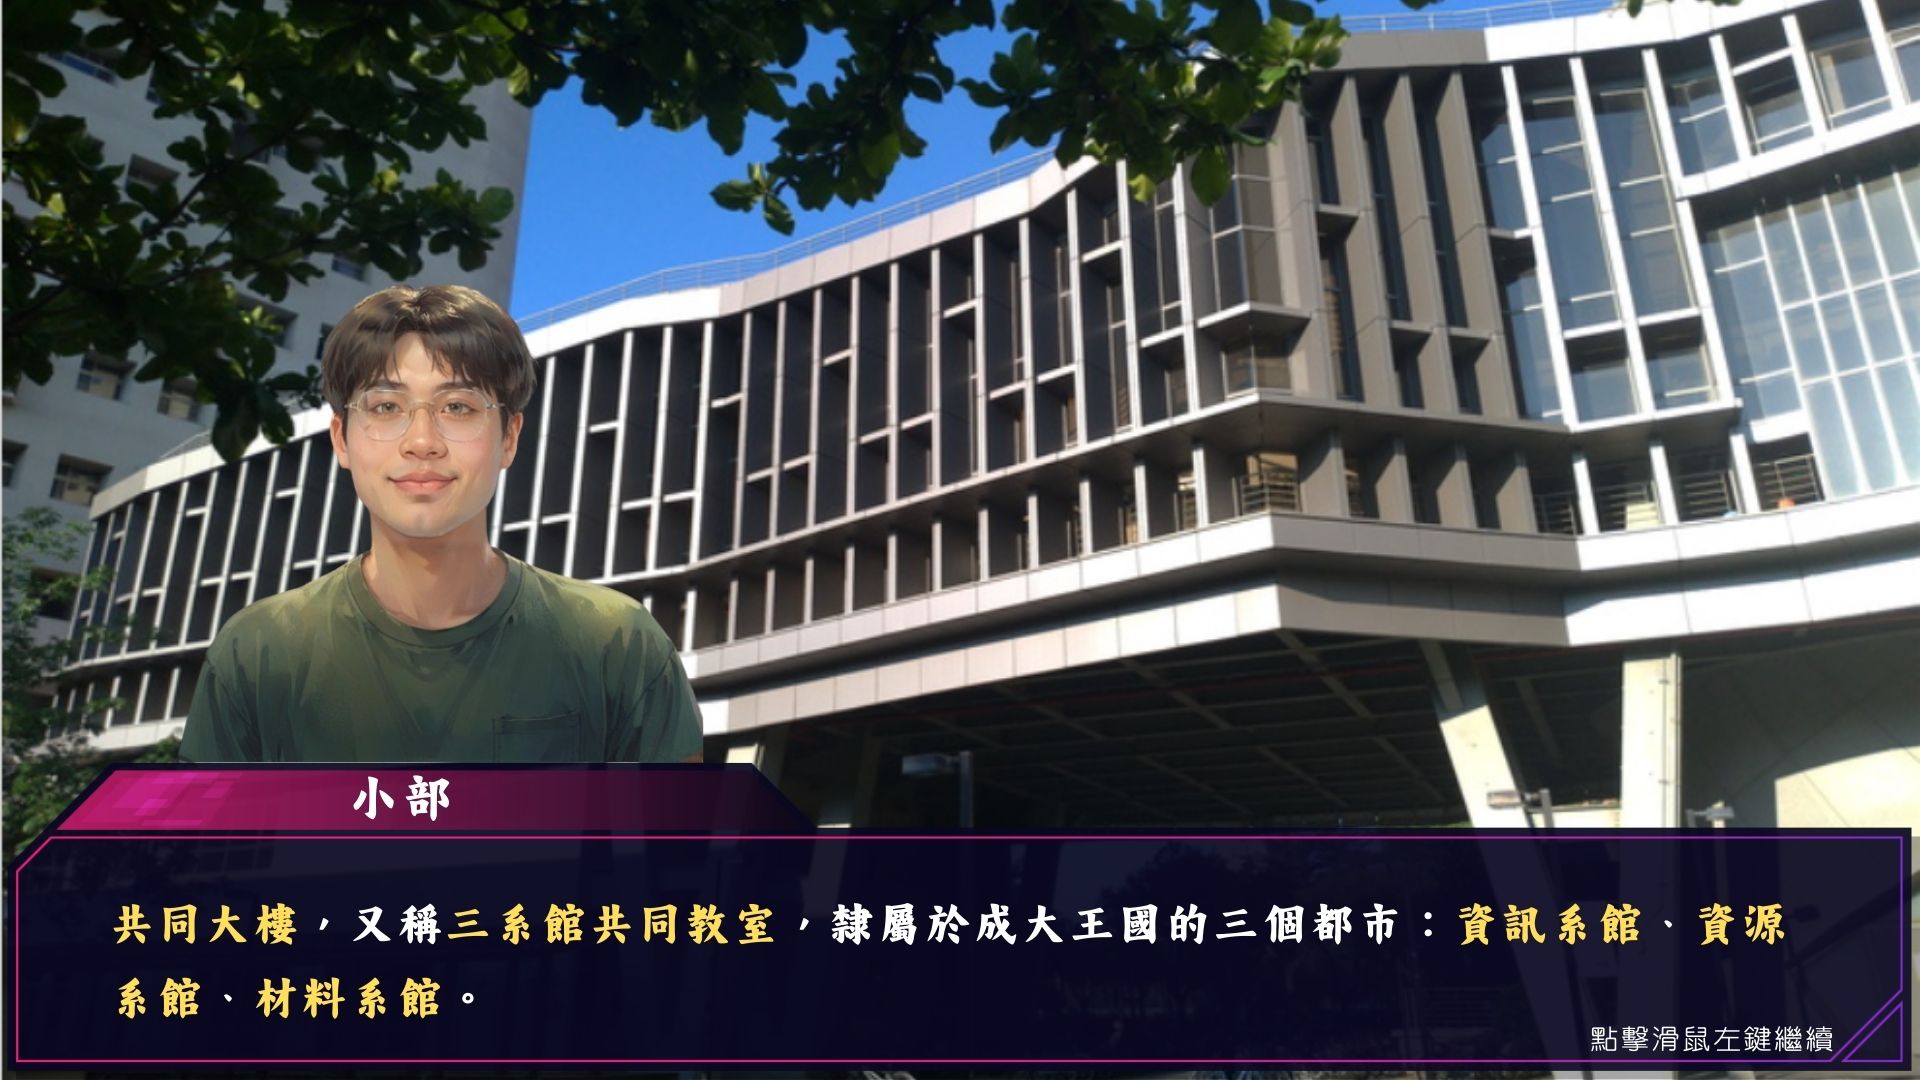 小部
共同大樓，又稱三系館共同教室，隸屬於成大王國的三個都市：資訊系館、資源
系館、材料系館。
點擊滑鼠左鍵繼續